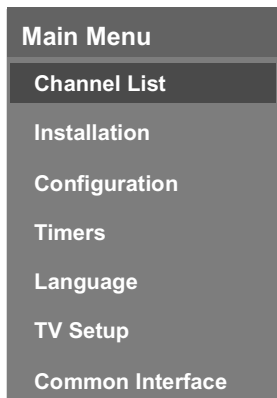 Main Menu
Channel List
Installation
Configuration
Timers
Language
TV Setup
Common Interface